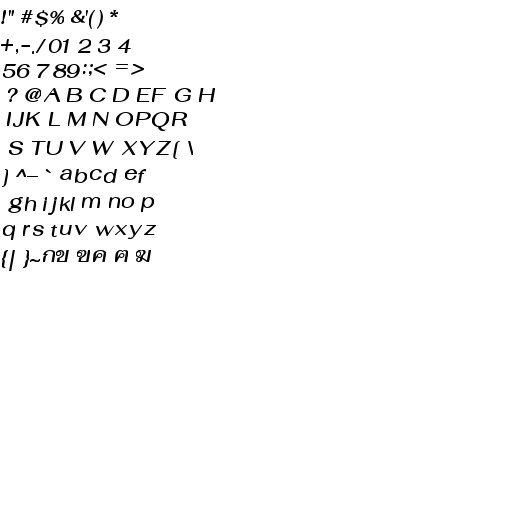 !" #$% &'( ) *
+,-./ 01 2 3 4
56 7 89:;< = >
? @A B C D EF G H
IJK L M N OPQR
S TU V W XYZ[ \
] ^_ ` abcd ef
gh ijkl m no p
q rs tuv wxyz
{| }~กข ฃค ฅ ฆ